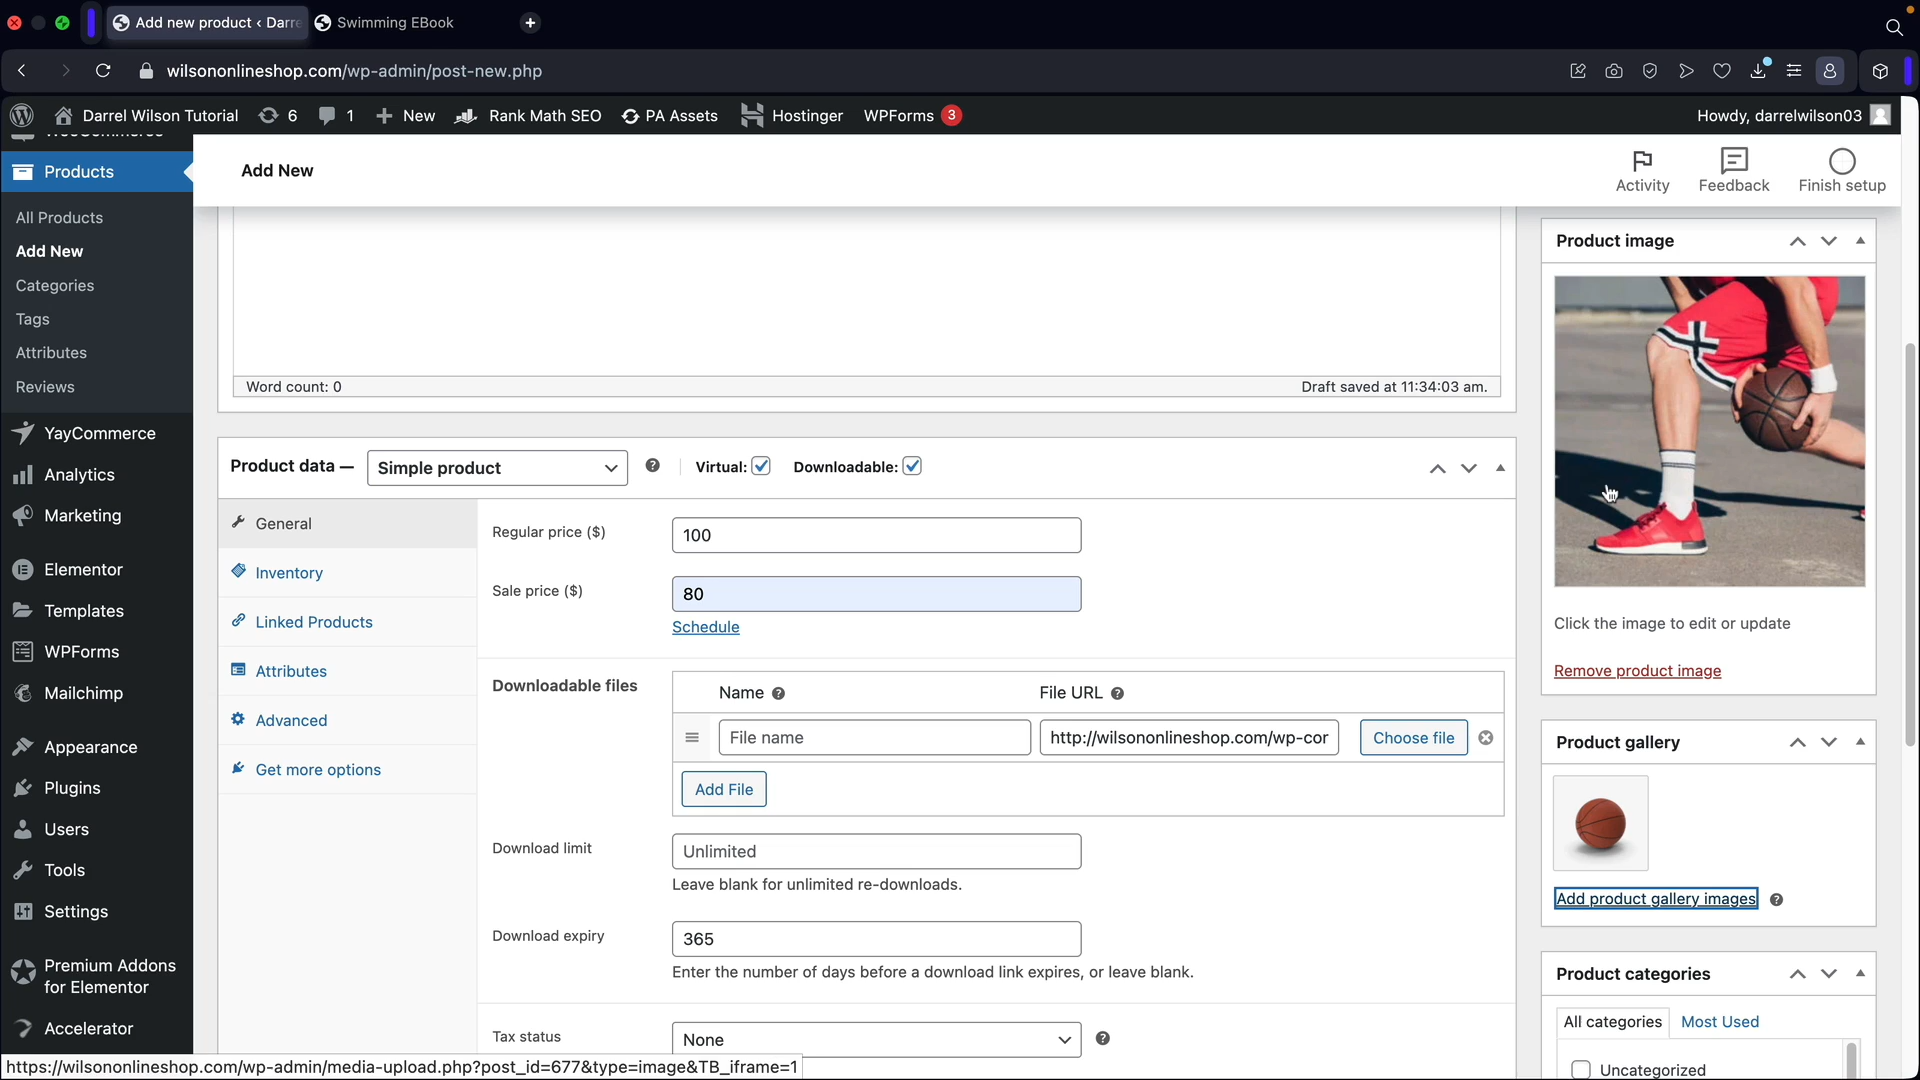 Add new product ‹ Darre
Swimming EBook
wilsononlineshop.com/wp-admin/post-new.php
Darrel Wilson Tutorial
6
1
New
Rank Math SEO
PA Assets
Hostinger
WPForms 3
Howdy, darrelwilson03
WooCommerce
Products
All Products
Add New
Categories
Tags
Attributes
Reviews
YayCommerce
Analytics
Marketing
Elementor
Templates
WPForms
Mailchimp
Appearance
Plugins
Users
Tools
Settings
Premium Addons
for Elementor
Accelerator
Add New
Activity
Feedback
Finish setup
Word count: 0
Draft saved at 11:34:03 am.
Product data —
Simple product
Virtual:
Downloadable:
General
Inventory
Linked Products
Attributes
Advanced
Get more options
Regular price ($)
100
Sale price ($)
80
Schedule
Downloadable files
Name
File URL
File name
http://wilsononlineshop.com/wp-cor
Choose file
Add File
Download limit
Unlimited
Leave blank for unlimited re-downloads.
Download expiry
365
Enter the number of days before a download link expires, or leave blank.
Tax status
None
Product image
Click the image to edit or update
Remove product image
Product gallery
Add product gallery images
Product categories
All categories
Most Used
Uncategorized
https://wilsononlineshop.com/wp-admin/media-upload.php?post_id=677&type=image&TB_iframe=1